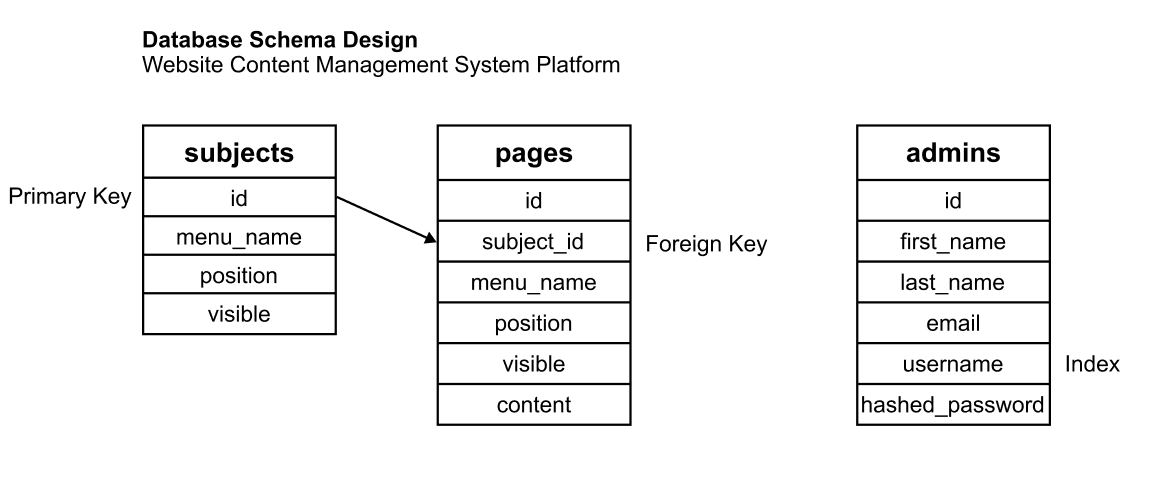 Database Schema Design
Website Content Management System Platform
subjects
Primary Key
id
menu_name
position
visible
pages
id
subject_id
Foreign Key
menu_name
position
visible
content
admins
id
first_name
last_name
email
username
Index
hashed_password